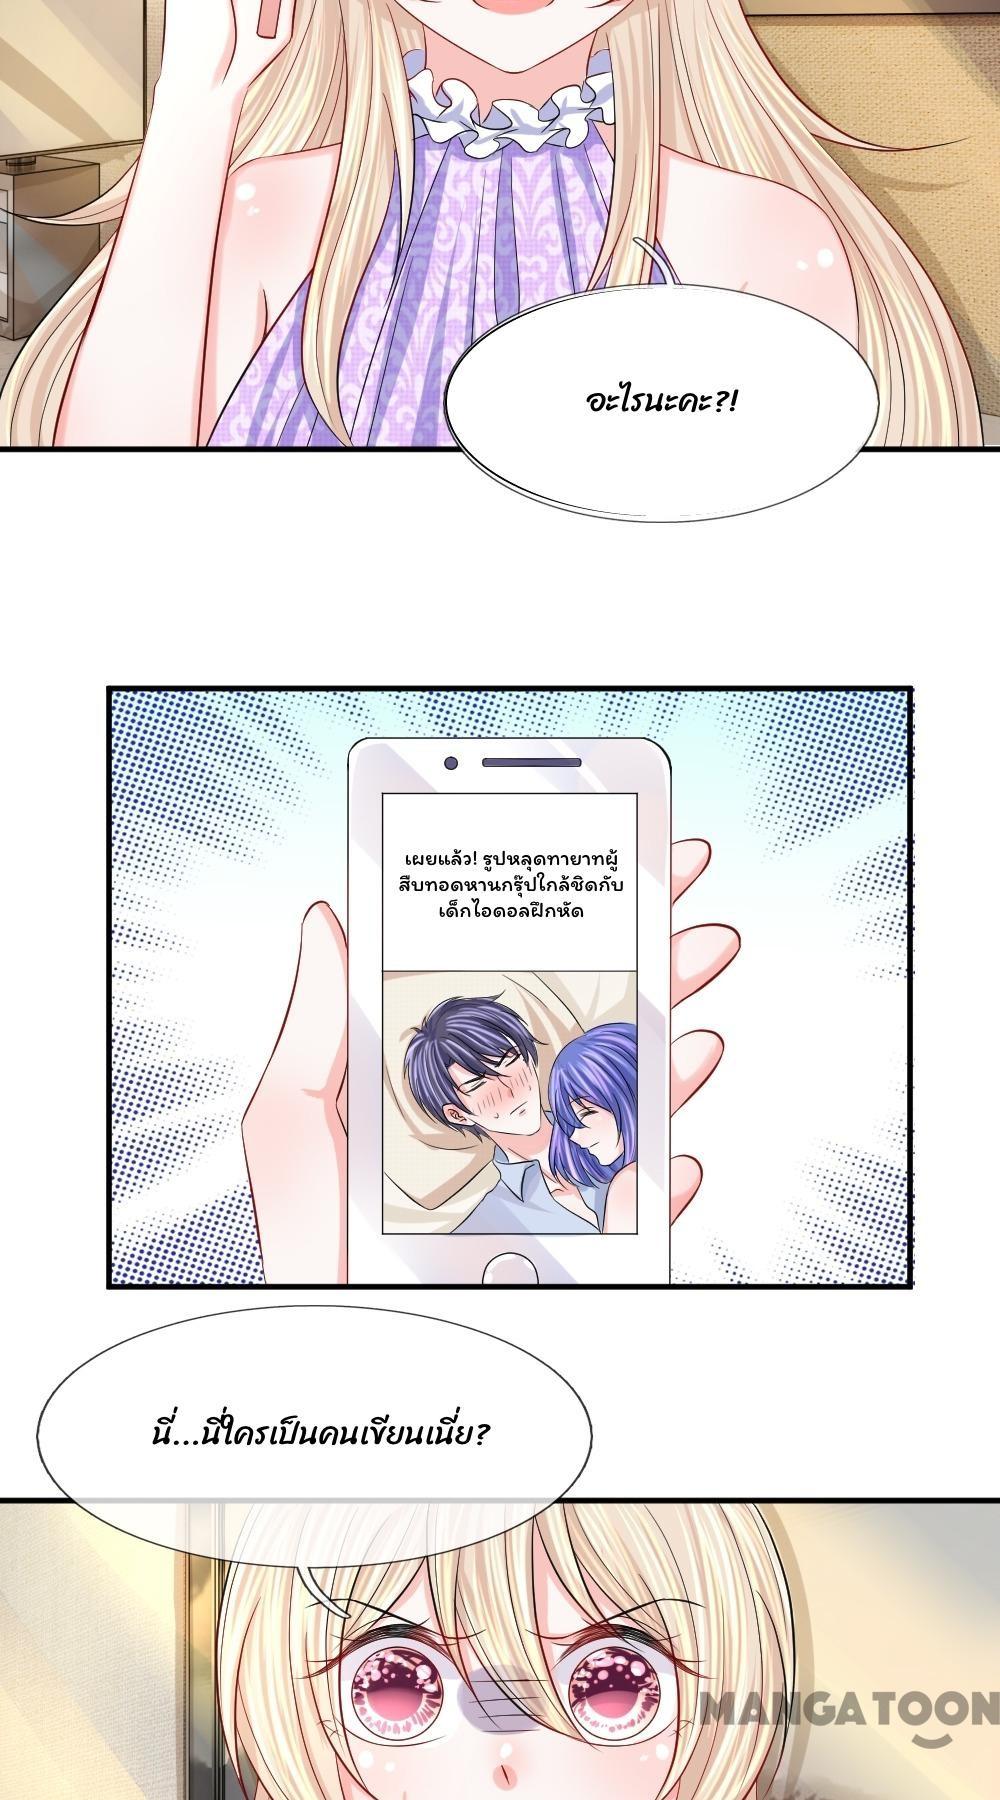 อะไรนะคะ?!
เผยแล้ว! รูปหลุดทายาทผู้
สืบทอดหานกรุ๊ปใกล้ชิดกับ
เด็กไอดอลฝึกหัด
นี่...นี่ใครเป็นคนเขียนเนี่ย?
MANGATOON